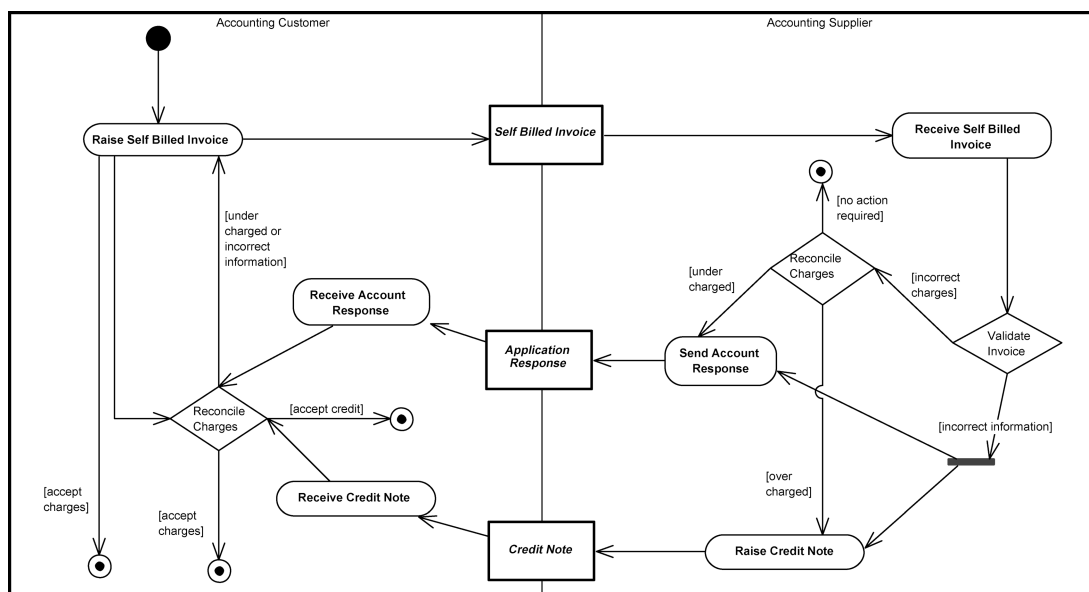 Accounting Customer
Accounting Supplier
Raise Self Billed Invoice
Self Billed Invoice
Receive Self Billed
Invoice
[no action
required]
[under
charged or
incorrect
information]
Reconcile
Charges
[under
charged]
[incorrect
charges]
Receive Account
Response
Application
Response
Send Account
Response
Validate
Invoice
Reconcile
Charges
[accept credit]
[incorrect information]
[accept
charges]
[accept
charges]
Receive Credit Note
[over
charged]
Credit Note
Raise Credit Note